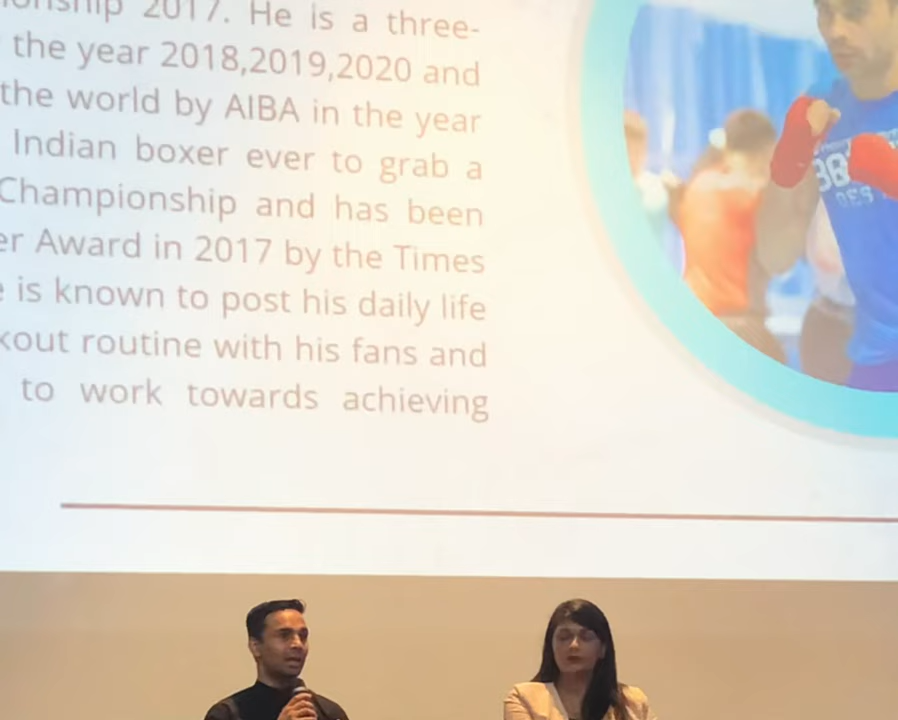 2017. He is a three-
the year 2018,2019,2020 and
the world by AIBA in the year
Indian boxer ever to grab a
Championship and has been
Award in 2017 by the Times
is known to post his daily life
routine with his fans and
to work towards achieving